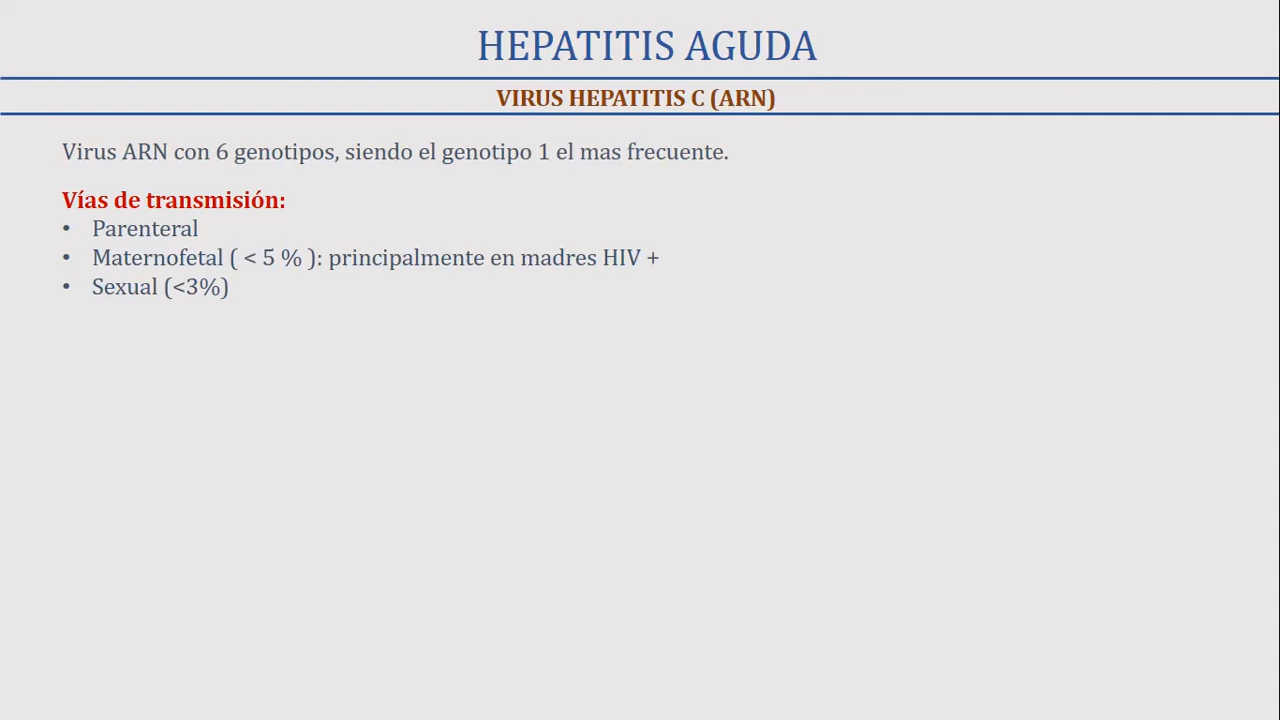 HEPATITIS AGUDA
VIRUS HEPATITIS C (ARN)
Virus ARN con 6 genotipos, siendo el genotipo 1 el mas frecuente.
Vías de transmisión:
• Parenteral
• Maternofetal ( < 5 % ): principalmente en madres HIV +
• Sexual (<3%)